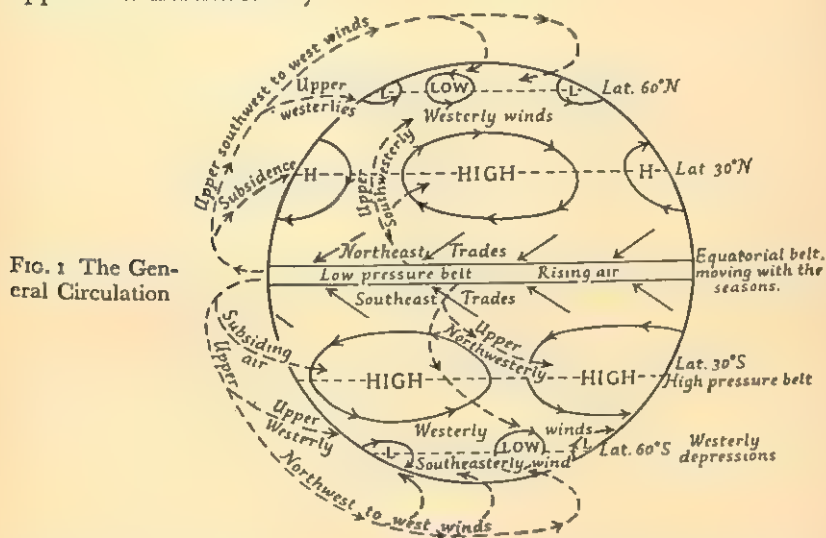 Upper southwest to west winds
Upper
westerlies
L
LOW
L
Lat. 60°N
Westerly winds
Subsidence
H
Upper
Southwesterly
HIGH
H
Lat 30°N
Northeast Trades
Low pressure belt Rising air
Equatorial belt,
moving with the
seasons.
Southeast Trades
FIG. 1 The Gen-
eral Circulation
Subsiding
air
Upper
Northwesterly
HIGH
HIGH
Lat. 30°S
High pressure belt
Upper
Westerly
Westerly winds
L
LOW
L
Lat. 60°S
Westerly
depressions
Southeasterly wind
Upper
Northwest to west winds